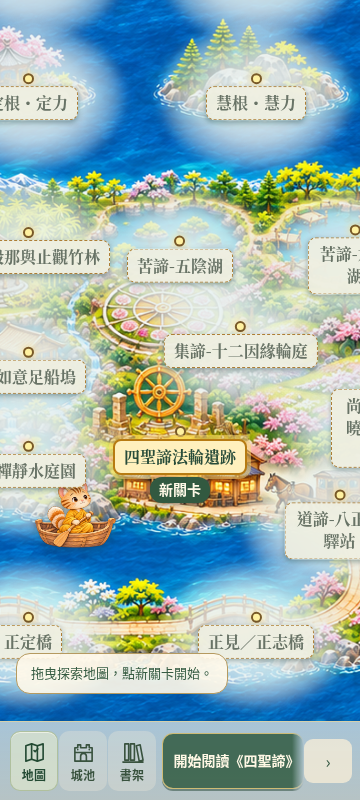 定根・定力
慧根・慧力
那與止觀竹林
苦諦-五陰湖
苦諦-
湖
集諦-十二因緣輪庭
如意足船塢
尚
曉
四聖諦法輪遺跡
新關卡
禪靜水庭園
道諦-八正
驛站
正定橋
正見／正志橋
拖曳探索地圖，點新關卡開始。
地圖
城池
書架
開始閱讀《四聖諦》
›